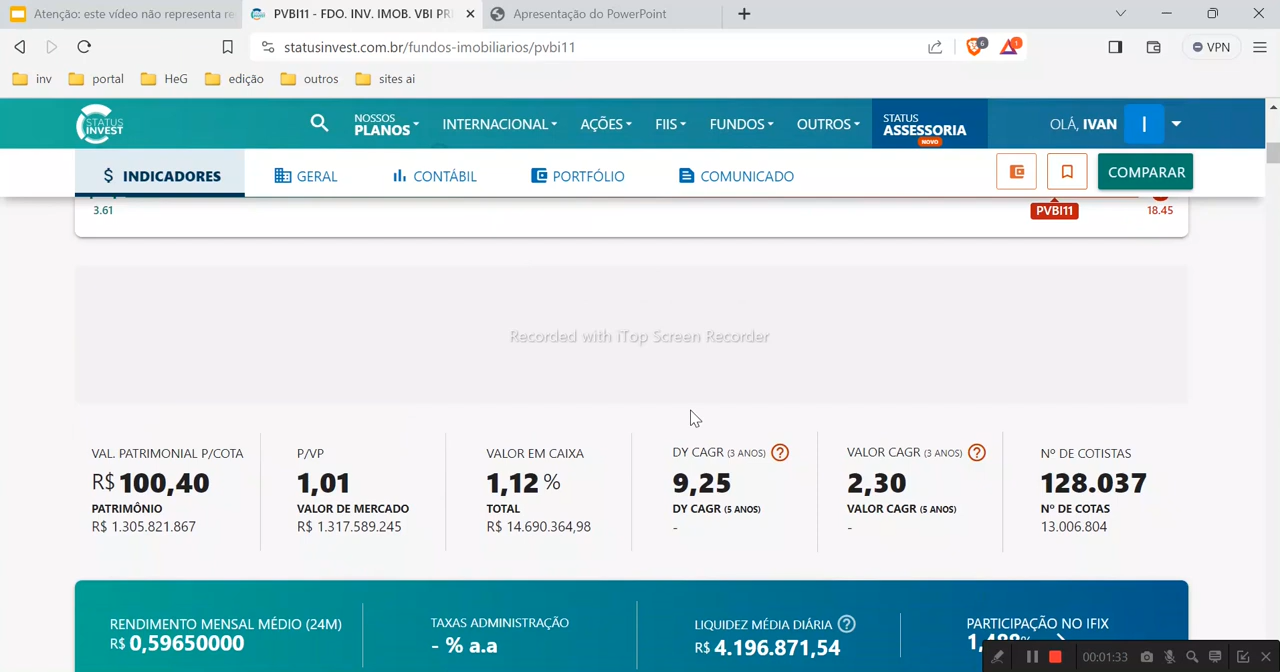 Atenção: este vídeo não representa re
PVBI11 - FDO. INV. IMOB. VBI PRI
Apresentação do PowerPoint
statusinvest.com.br/fundos-imobiliarios/pvbi11
6
1
VPN
inv
portal
HeG
edição
outros
sites ai
STATUS
INVEST
NOSSOS
PLANOS
INTERNACIONAL
AÇÕES
FIIS
FUNDOS
OUTROS
STATUS
ASSESSORIA
NOVO
OLÁ, IVAN
I
$ INDICADORES
GERAL
CONTÁBIL
PORTFÓLIO
COMUNICADO
COMPARAR
3.61
PVBI11
18.45
Recorded with iTop Screen Recorder
VAL. PATRIMONIAL P/COTA
R$ 100,40
PATRIMÔNIO
R$ 1.305.821.867
P/VP
1,01
VALOR DE MERCADO
R$ 1.317.589.245
VALOR EM CAIXA
1,12 %
TOTAL
R$ 14.690.364,98
DY CAGR (3 ANOS) ?
9,25
DY CAGR (5 ANOS)
-
VALOR CAGR (3 ANOS) ?
2,30
VALOR CAGR (5 ANOS)
-
Nº DE COTISTAS
128.037
Nº DE COTAS
13.006.804
RENDIMENTO MENSAL MÉDIO (24M)
R$ 0,59650000
TAXAS ADMINISTRAÇÃO
- % a.a
LIQUIDEZ MÉDIA DIÁRIA ?
R$ 4.196.871,54
PARTICIPAÇÃO NO IFIX
00:01:33